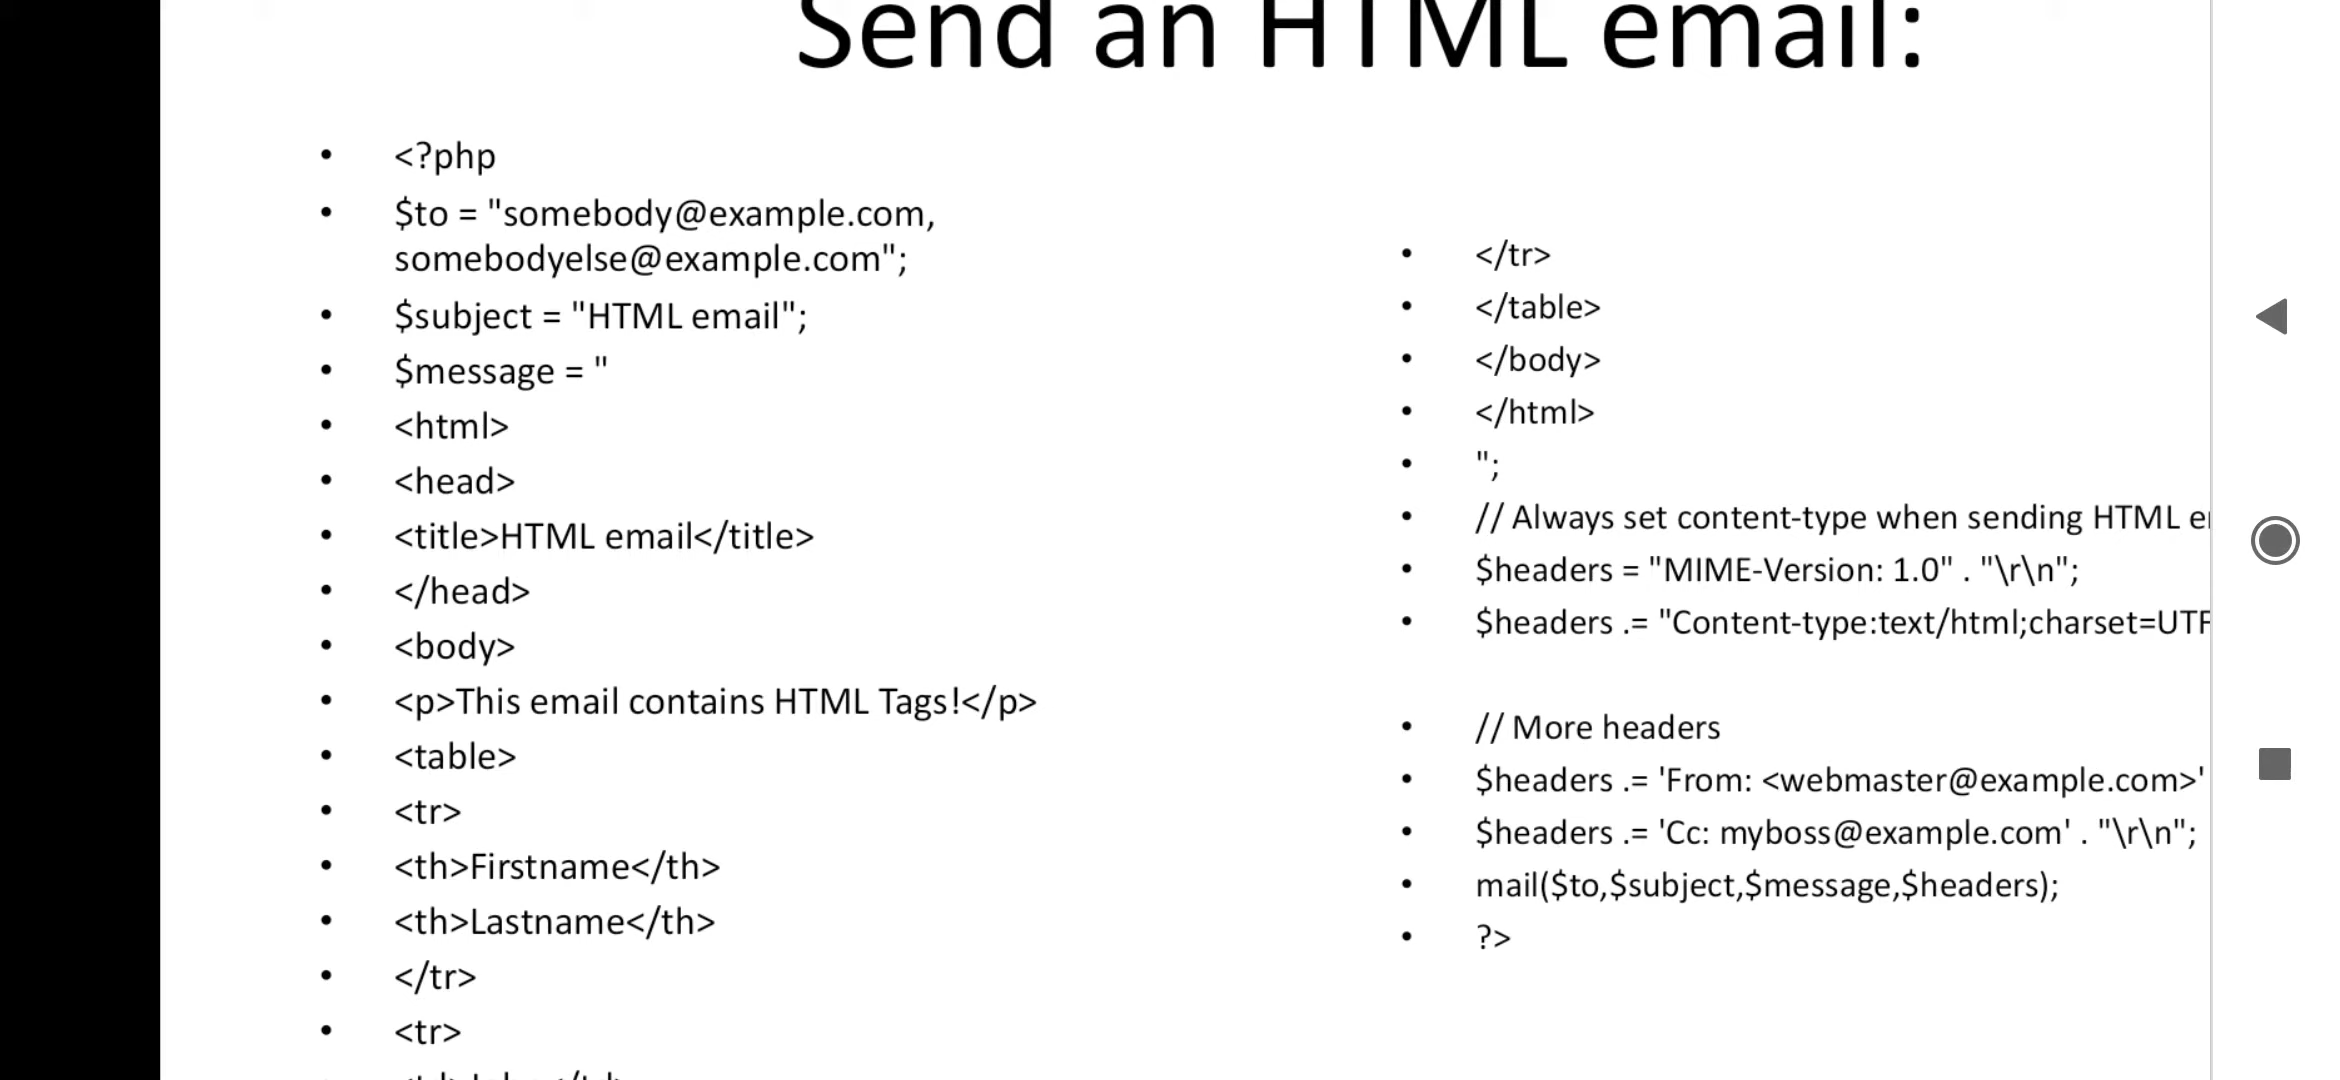 Send an HTML email:
<?php
$to = "somebody@example.com,
somebodyelse@example.com";
$subject = "HTML email";
$message = "
<html>
<head>
<title>HTML email</title>
</head>
<body>
<p>This email contains HTML Tags!</p>
<table>
<tr>
<th>Firstname</th>
<th>Lastname</th>
</tr>
<tr>
</tr>
</table>
</body>
</html>
";
// Always set content-type when sending HTML
$headers = "MIME-Version: 1.0" . "\r\n";
$headers .= "Content-type:text/html;charset=UTF
// More headers
$headers .= 'From: <webmaster@example.com>'
$headers .= 'Cc: myboss@example.com' . "\r\n";
mail($to,$subject,$message,$headers);
?>